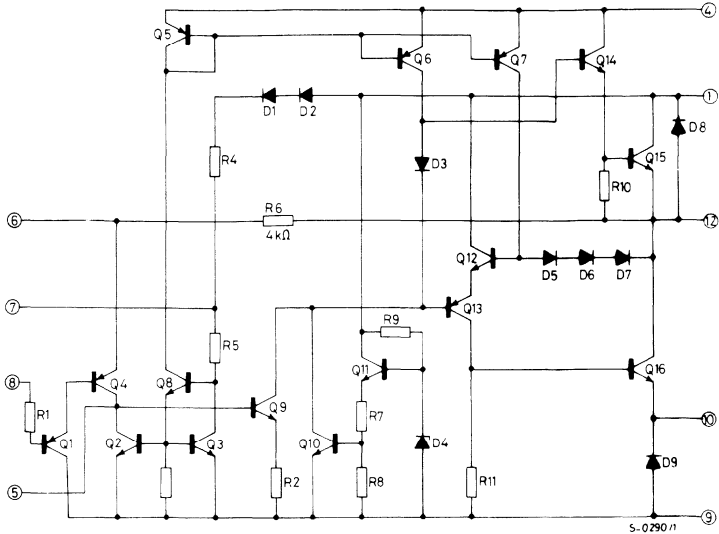 4
Q5
Q6
Q7
Q14
1
D1
D2
D8
R4
D3
Q15
R10
6
R6
4kΩ
12
Q12
D5
D6
D7
7
Q13
R9
R5
8
Q4
Q8
Q11
Q16
R1
Q9
R7
10
Q1
Q2
Q3
Q10
D4
D9
5
R2
R8
R11
9
S-0290/1